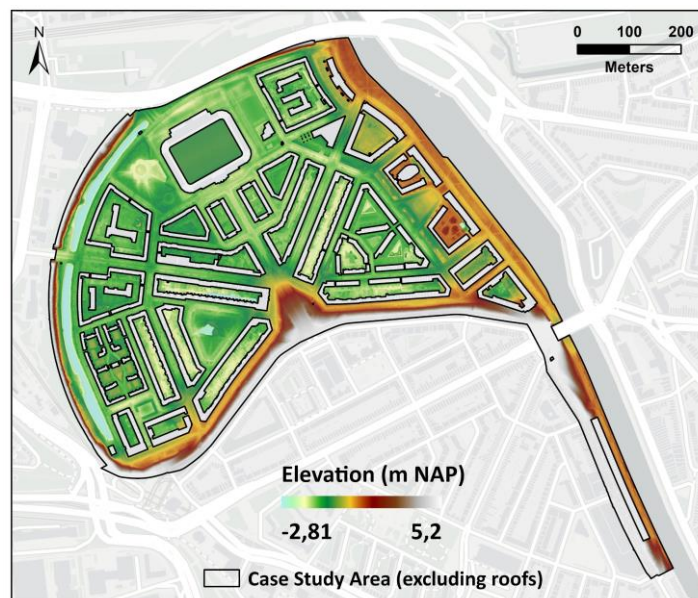 N
0 100 200
Meters
Elevation (m NAP)
-2,81 5,2
Case Study Area (excluding roofs)